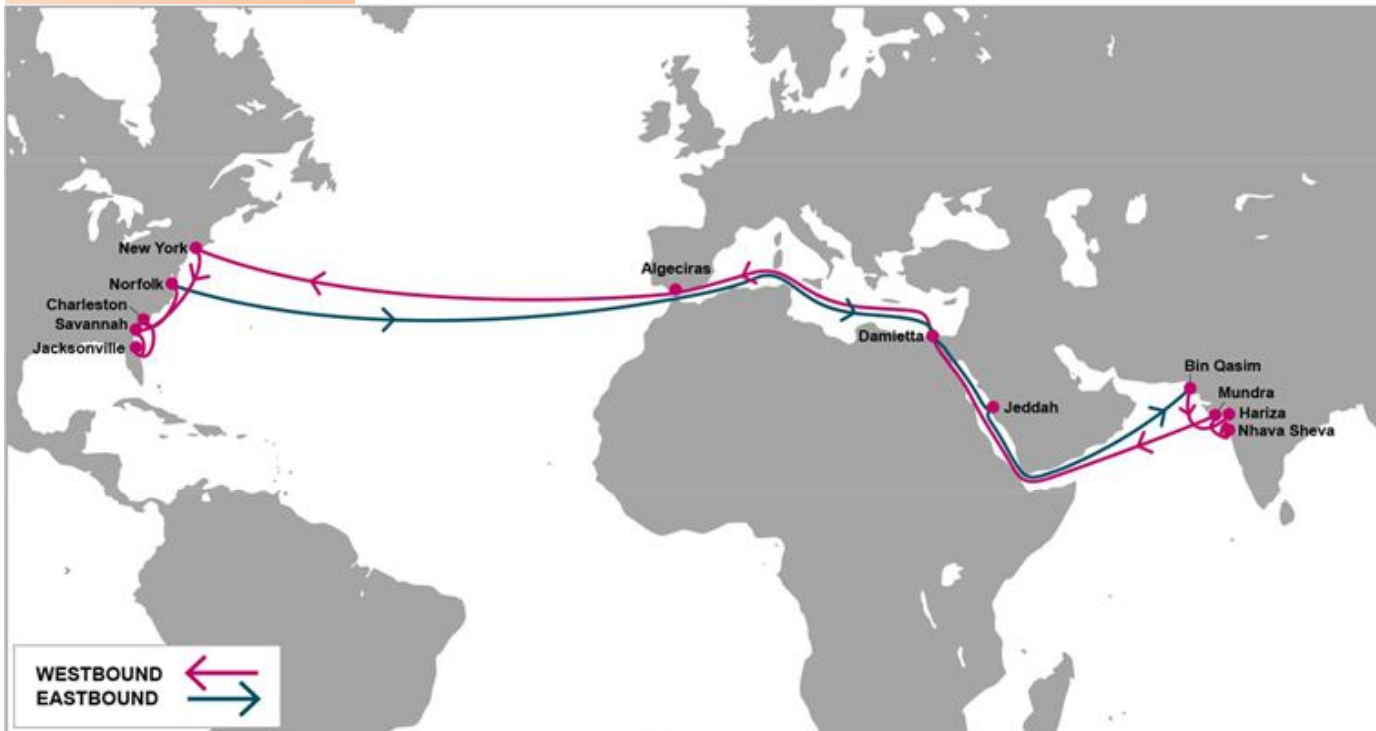 New York
Norfolk
Charleston
Savannah
Jacksonville
Algeciras
Damietta
Jeddah
Bin Qasim
Mundra
Hariza
Nhava Sheva
WESTBOUND
EASTBOUND